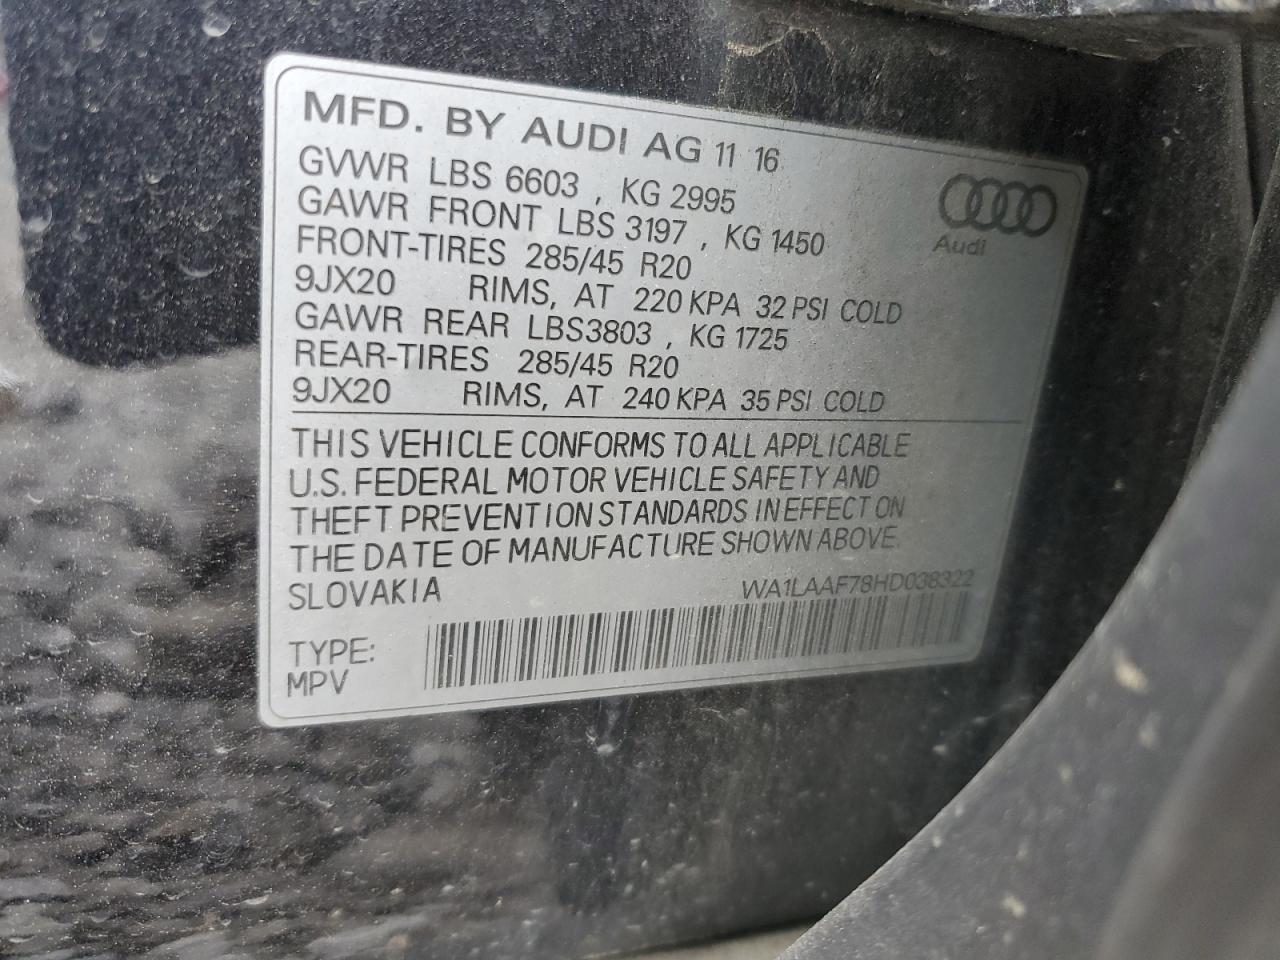 MFD. BY AUDI AG 11 16
GVWR LBS 6603 , KG 2995
GAWR FRONT LBS 3197 , KG 1450
FRONT-TIRES 285/45 R20
9JX20 RIMS, AT 220 KPA 32 PSI COLD
GAWR REAR LBS3803 , KG 1725
REAR-TIRES 285/45 R20
9JX20 RIMS, AT 240 KPA 35 PSI COLD
Audi
THIS VEHICLE CONFORMS TO ALL APPLICABLE
U.S. FEDERAL MOTOR VEHICLE SAFETY AND
THEFT PREVENTION STANDARDS IN EFFECT ON
THE DATE OF MANUFACTURE SHOWN ABOVE.
SLOVAKIA WA1LAAF78HD038322
TYPE:
MPV